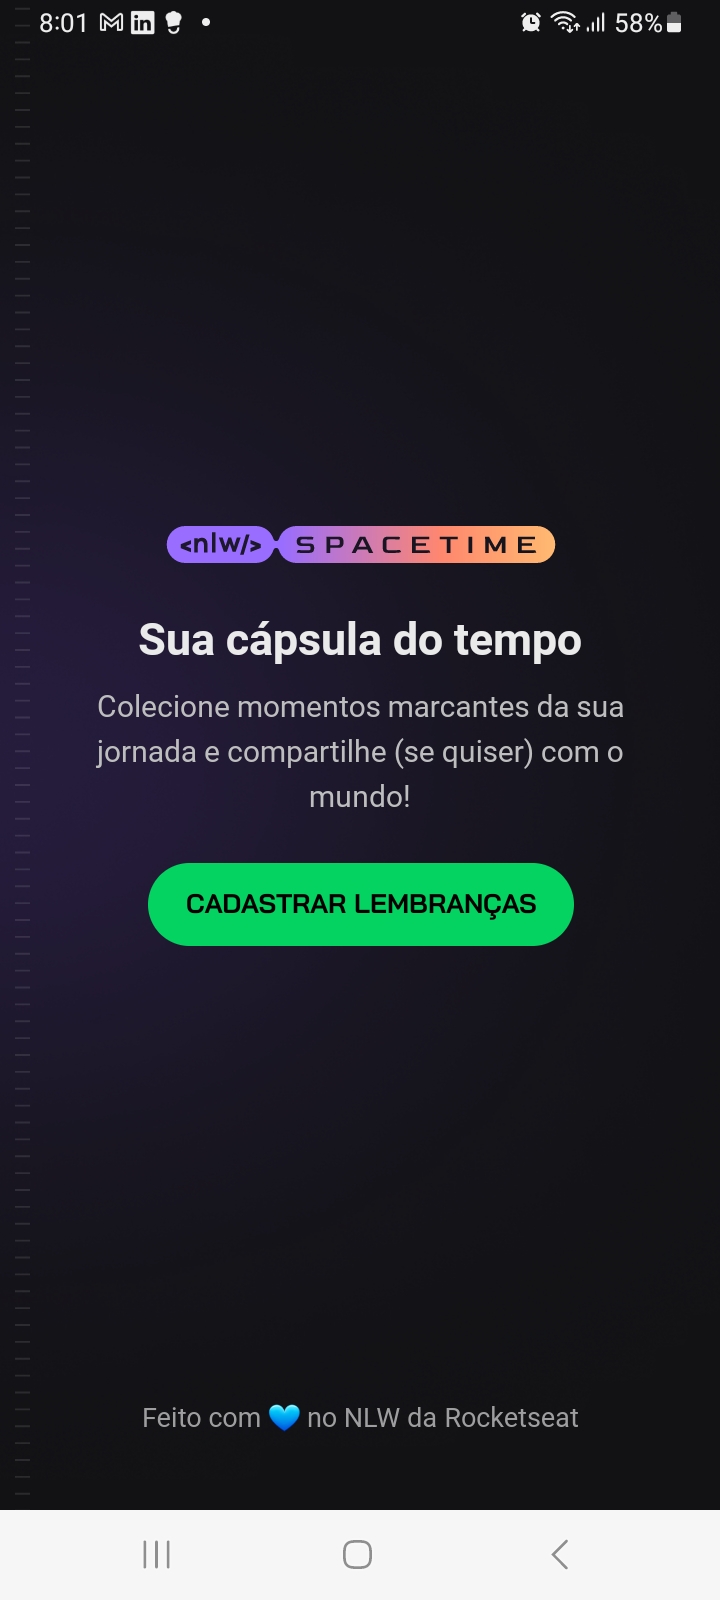 8:01
58%
<nlw/> SPACETIME
Sua cápsula do tempo
Colecione momentos marcantes da sua
jornada e compartilhe (se quiser) com o
mundo!
CADASTRAR LEMBRANÇAS
Feito com 💙 no NLW da Rocketseat